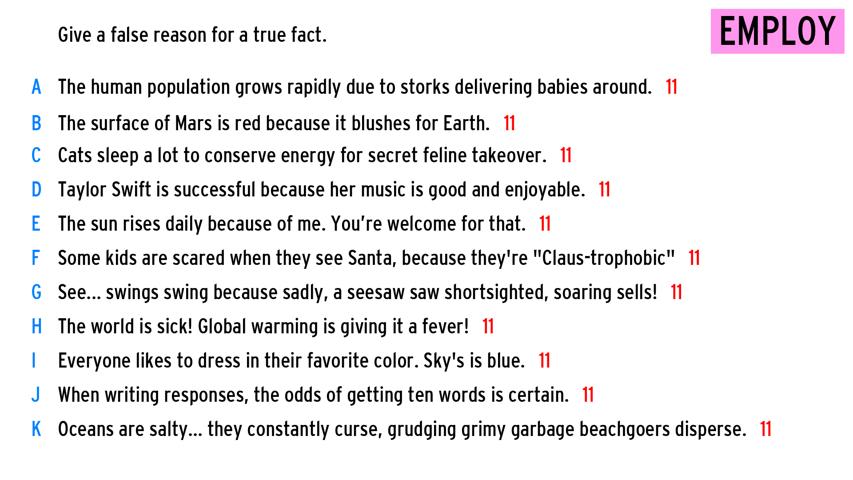 Give a false reason for a true fact.
EMPLOY
A The human population grows rapidly due to storks delivering babies around. 11
B The surface of Mars is red because it blushes for Earth. 11
C Cats sleep a lot to conserve energy for secret feline takeover. 11
D Taylor Swift is successful because her music is good and enjoyable. 11
E The sun rises daily because of me. You're welcome for that. 11
F Some kids are scared when they see Santa, because they're "Claus-trophobic" 11
G See... swings swing because sadly, a seesaw saw shortsighted, soaring sells! 11
H The world is sick! Global warming is giving it a fever! 11
I Everyone likes to dress in their favorite color. Sky's is blue. 11
J When writing responses, the odds of getting ten words is certain. 11
K Oceans are salty... they constantly curse, grudging grimy garbage beachgoers disperse. 11